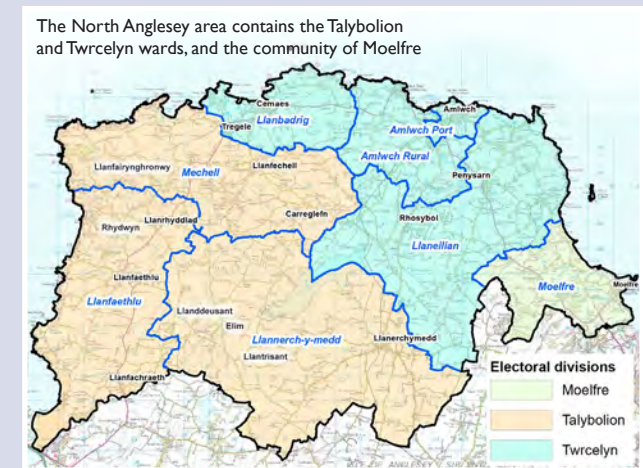 The North Anglesey area contains the Talybolion
and Twrcelyn wards, and the community of Moelfre
Cemaes
Llanbadrig
Tregele
Amlwch
Amlwch Port
Amlwch Rural
Llanfairynghronwy
Mechell
Llanfechell
Penysarn
Carreglefn
Llanrhyddlad
Rhydwyn
Rhosybol
Llaneilian
Llanfaethlu
Llanfaethlu
Moelfre
Moelfre
Llanddeusant
Elim
Llannerch-y-medd
Llanerchymedd
Llantrisant
Llanfachraeth
Electoral divisions
Moelfre
Talybolion
Twrcelyn